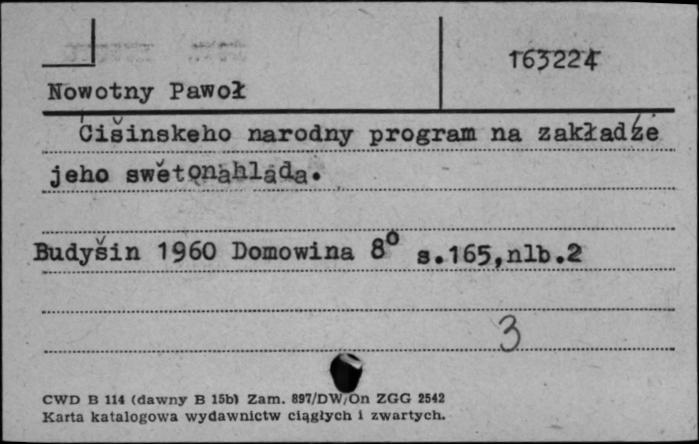 163224
Nowotny Pawoł
Ćišinskeho narodny program na zakładźe
jeho swětonahlada.
Budyšin 1960 Domowina 8° s.165,nlb.2
3
CWD B 114 (dawny B 15b) Zam. 897/DW/On ZGG 2542
Karta katalogowa wydawnictw ciągłych i zwartych.